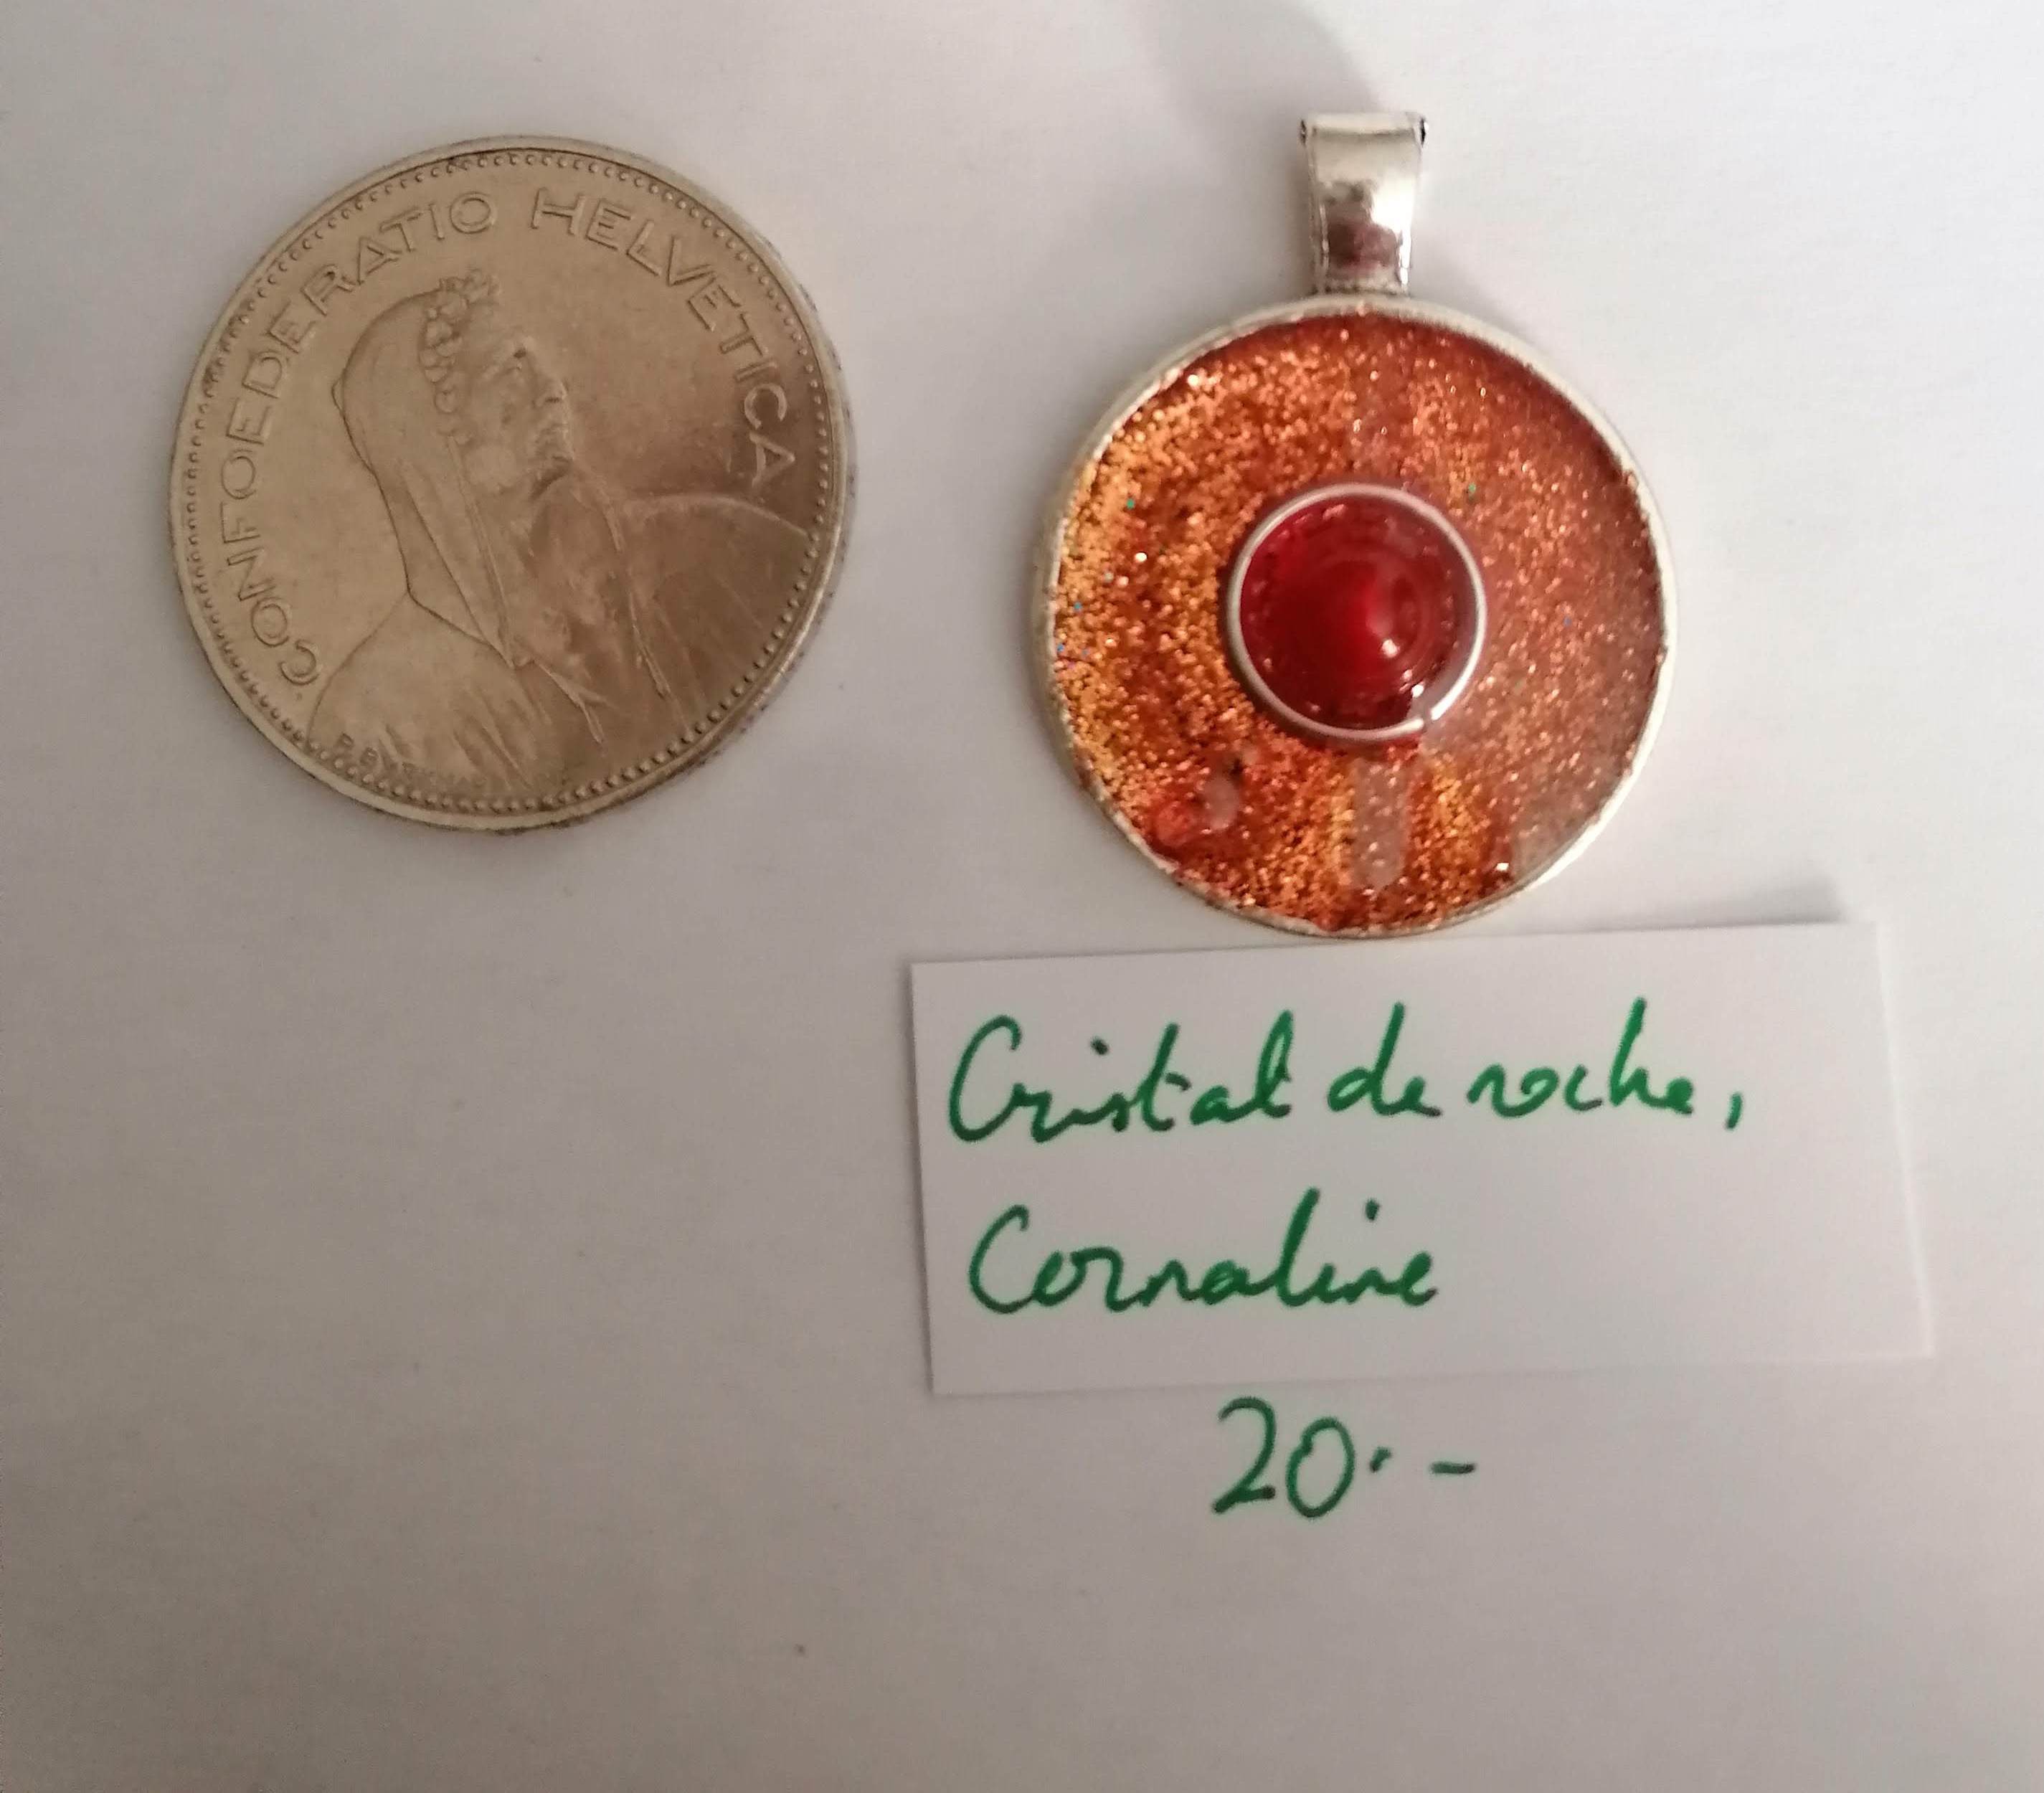 CONFOEDERATIO HELVETICA
Cristal de roche,
Cornaline
20.-